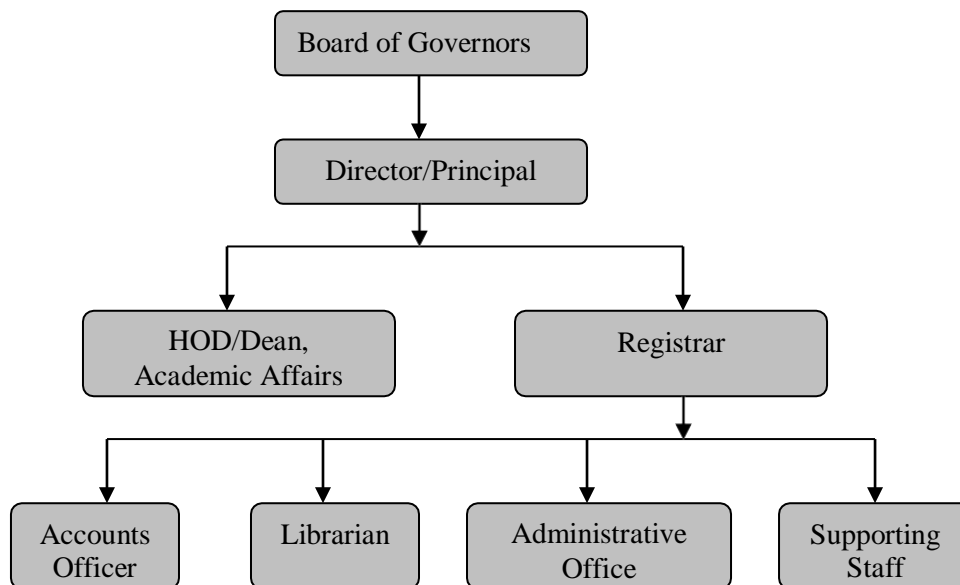 Board of Governors
Director/Principal
HOD/Dean,
Academic Affairs
Registrar
Accounts
Officer
Librarian
Administrative
Office
Supporting
Staff